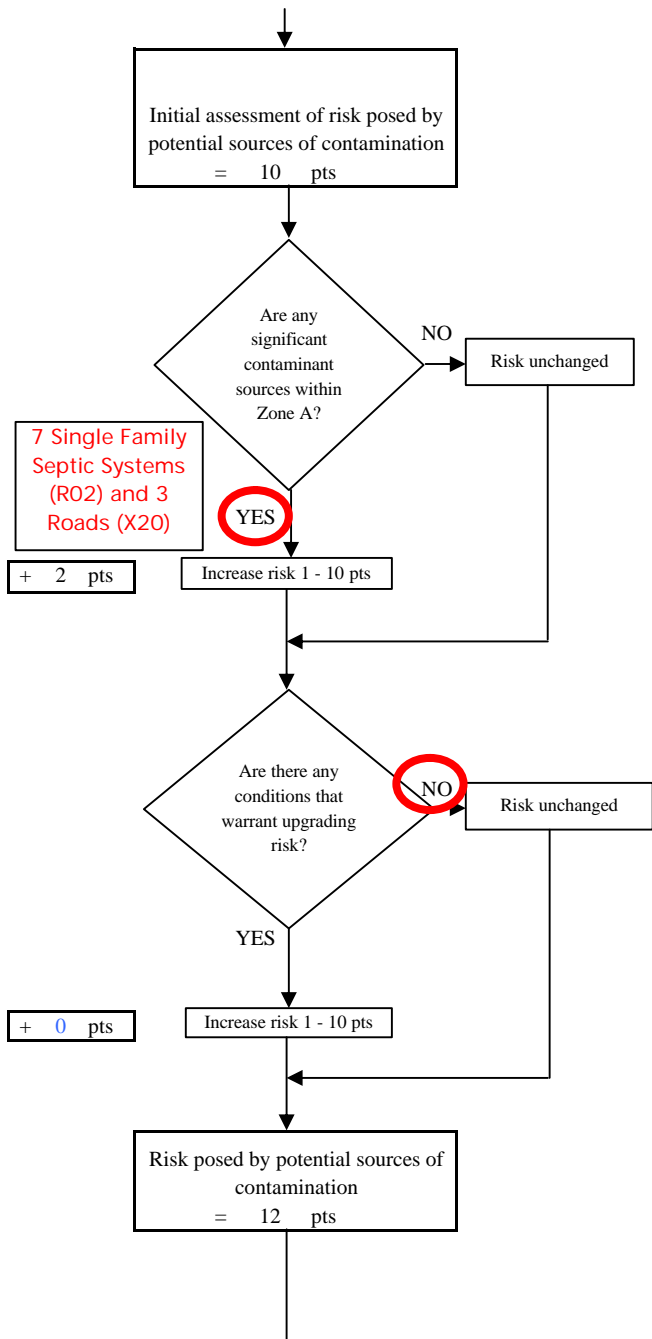 Initial assessment of risk posed by
potential sources of contamination
= 10 pts
Are any
significant
contaminant
sources within
Zone A?
NO
Risk unchanged
7 Single Family
Septic Systems
(R02) and 3
Roads (X20)
YES
+ 2 pts
Increase risk 1 - 10 pts
Are there any
conditions that
warrant upgrading
risk?
NO
Risk unchanged
YES
+ 0 pts
Increase risk 1 - 10 pts
Risk posed by potential sources of
contamination
= 12 pts